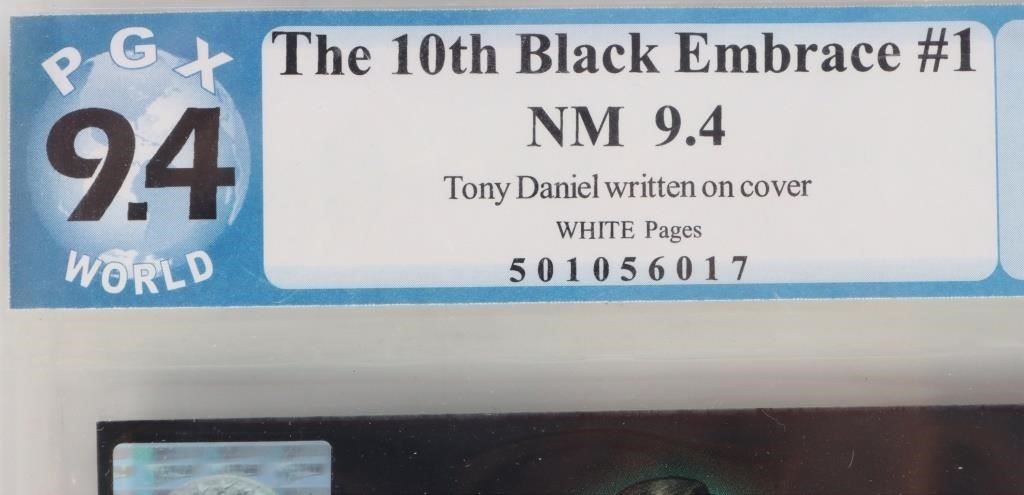 PGX
9.4
WORLD
The 10th Black Embrace #1
NM 9.4
Tony Daniel written on cover
WHITE Pages
501056017